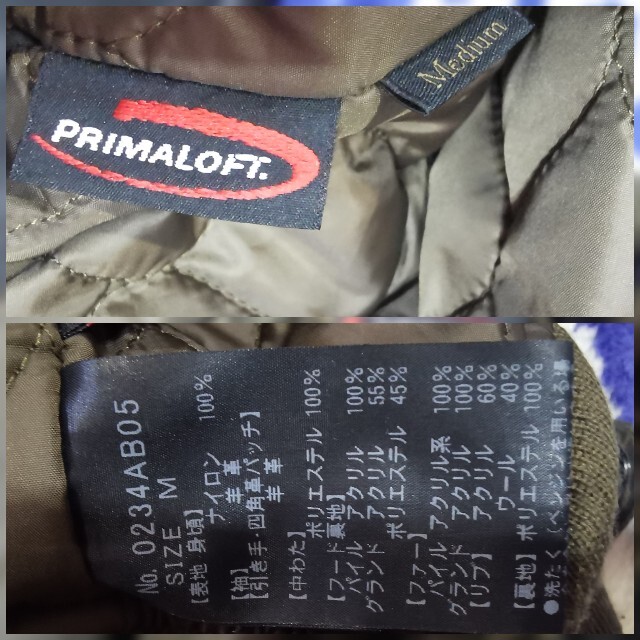 PRIMALOFT.
Medium
No. 0234AB05
SIZE M
【表地 身頃】
ナイロン 100%
【袖】 羊革
【引き手・四角革パッチ】
羊革
【中わた】
ポリエステル 100%
【フード裏地】
パイル アクリル 100%
グランド アクリル 55%
ポリエステル 45%
【ファー】
パイル アクリル系 100%
グランド アクリル 100%
【リブ】 アクリル 60%
ウール 40%
【裏地】 ポリエステル 100%